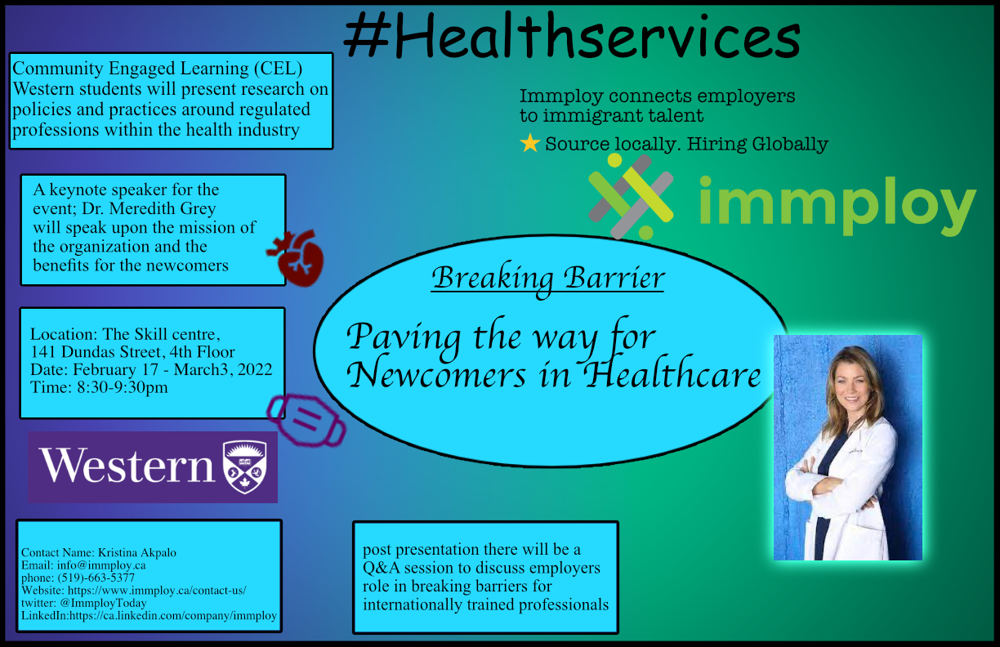 #Healthservices
Community Engaged Learning (CEL)
Western students will present research on
policies and practices around regulated
professions within the health industry
Immploy connects employers
to immigrant talent
Source locally. Hiring Globally
immploy
A keynote speaker for the
event; Dr. Meredith Grey
will speak upon the mission of
the organization and the
benefits for the newcomers
Breaking Barrier
Paving the way for
Newcomers in Healthcare
Location: The Skill centre,
141 Dundas Street, 4th Floor
Date: February 17 - March3, 2022
Time: 8:30-9:30pm
Western
Contact Name: Kristina Akpalo
Email: info@immploy.ca
phone: (519)-663-5377
Website: https://www.immploy.ca/contact-us/
twitter: @ImmployToday
LinkedIn:https://ca.linkedin.com/company/immploy
post presentation there will be a
Q&A session to discuss employers
role in breaking barriers for
internationally trained professionals